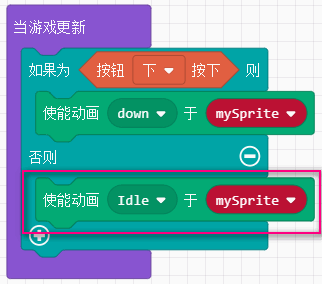 当游戏更新
如果为 按钮 下 按下 则
使能动画 down 于 mySprite
否则
使能动画 Idle 于 mySprite